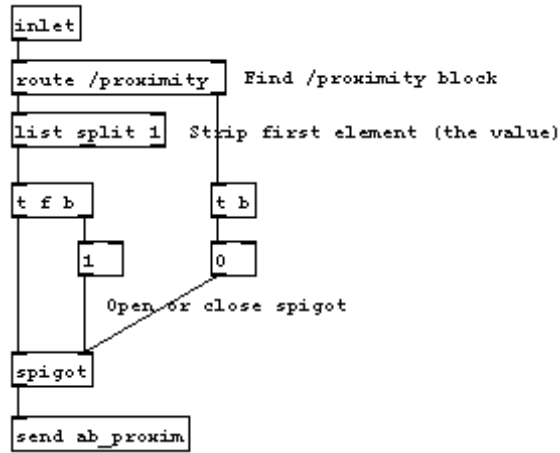 inlet
route /proximity Find /proximity block
list split 1 Strip first element (the value)
t f b t b
1 0
Open or close spigot
spigot
send ab_proxim